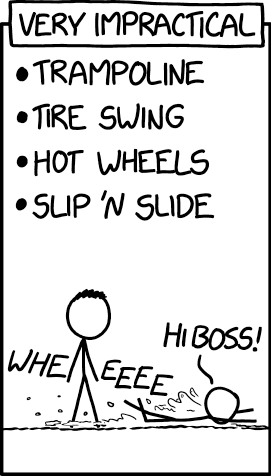 VERY IMPRACTICAL
•TRAMPOLINE
•TIRE SWING
•HOT WHEELS
•SLIP 'N SLIDE
HI BOSS!
WHEEEEE